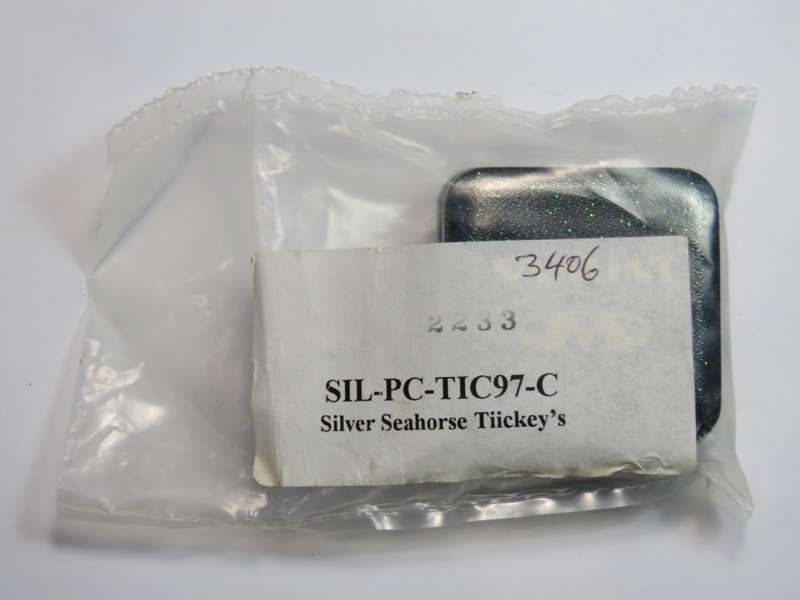 3406
2233
SIL-PC-TIC97-C
Silver Seahorse Tiickey's